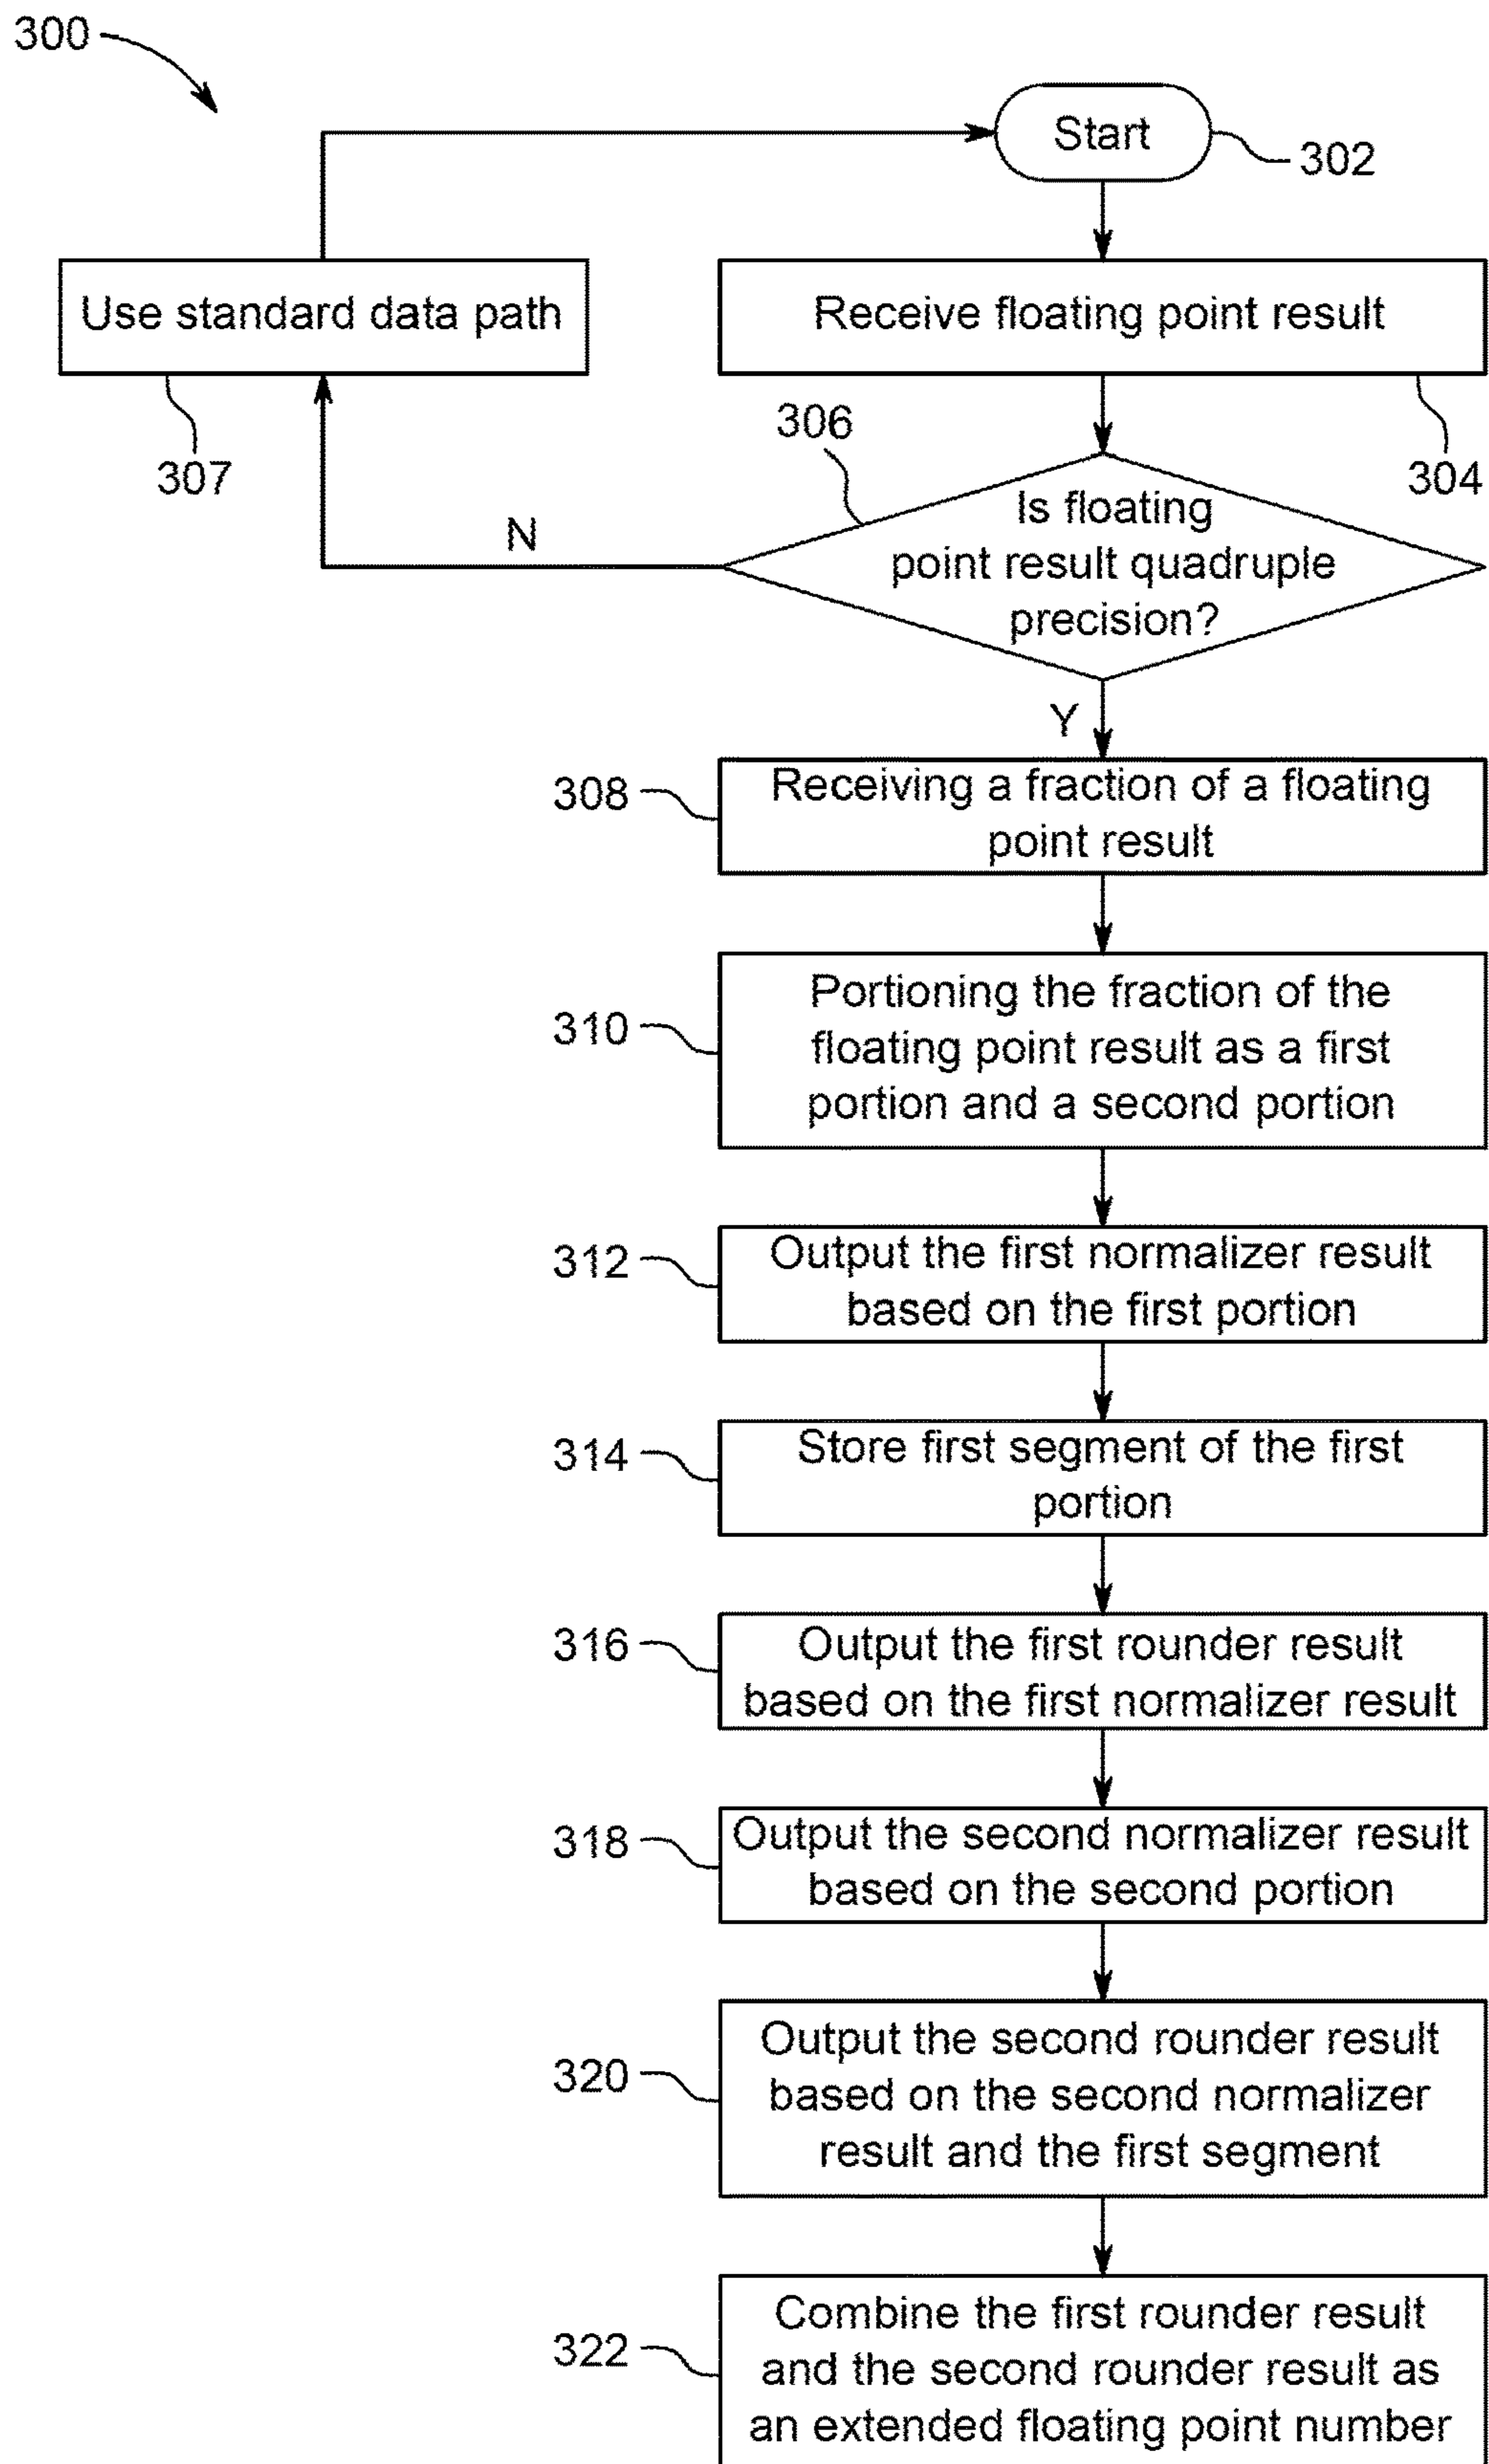 300
Start
302
Use standard data path
307
Receive floating point result
304
306
Is floating
point result quadruple
precision?
N
Y
308
Receiving a fraction of a floating
point result
310
Portioning the fraction of the
floating point result as a first
portion and a second portion
312
Output the first normalizer result
based on the first portion
314
Store first segment of the first
portion
316
Output the first rounder result
based on the first normalizer result
318
Output the second normalizer result
based on the second portion
320
Output the second rounder result
based on the second normalizer
result and the first segment
322
Combine the first rounder result
and the second rounder result as
an extended floating point number